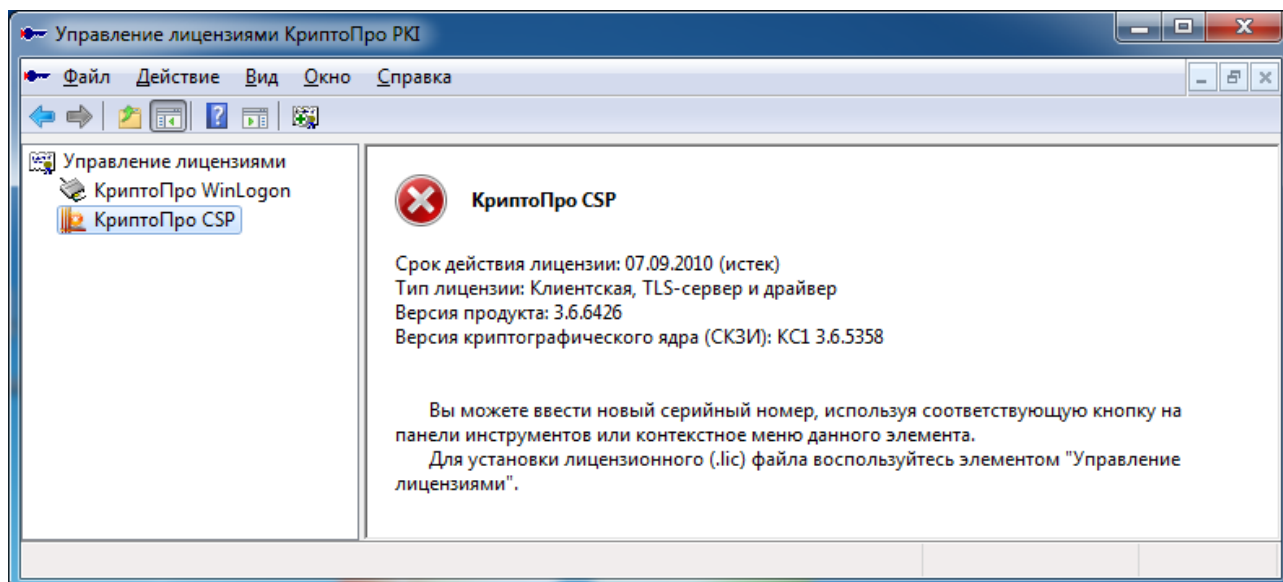 Управление лицензиями КриптоПро PKI
Файл Действие Вид Окно Справка
Управление лицензиями
КриптоПро WinLogon
КриптоПро CSP
КриптоПро CSP
Срок действия лицензии: 07.09.2010 (истек)
Тип лицензии: Клиентская, TLS-сервер и драйвер
Версия продукта: 3.6.6426
Версия криптографического ядра (СКЗИ): КС1 3.6.5358
Вы можете ввести новый серийный номер, используя соответствующую кнопку на
панели инструментов или контекстное меню данного элемента.
Для установки лицензионного (.lic) файла воспользуйтесь элементом "Управление
лицензиями".